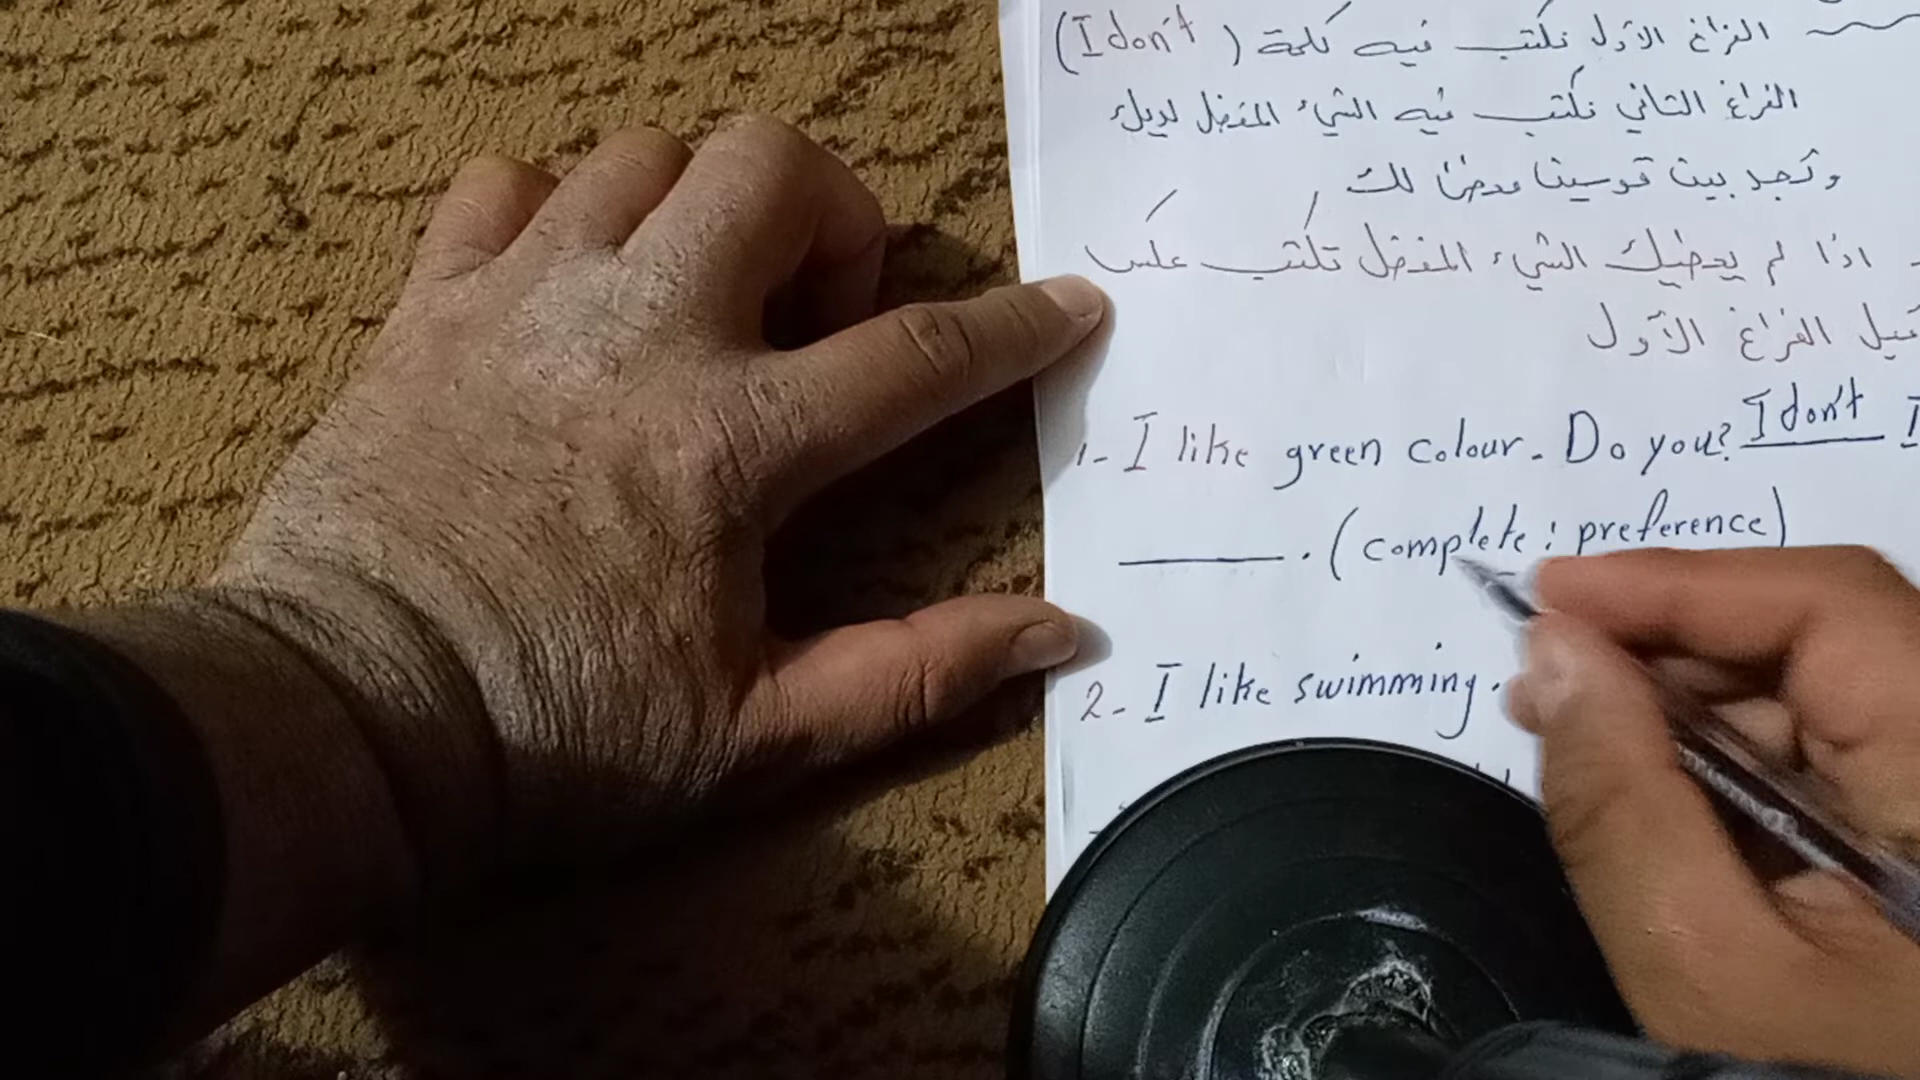 الفراغ الأول نكتب فيه كلمة (I don't)
الفراغ الثاني نكتب فيه الشيء المفضل لديك
وتجد بين قوسين لك
اذا لم يعطيك الشيء المفضل تكتب عكس
الفراغ الأول
1- I like green colour. Do you? I don't I
______ . (complete: preference)
2- I like swimming.